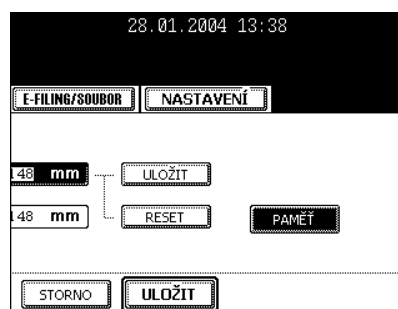 28.01.2004 13:38
E-FILING/SOUBOR NASTAVENÍ
148 mm ULOŽIT
148 mm RESET PAMĚŤ
STORNO ULOŽIT